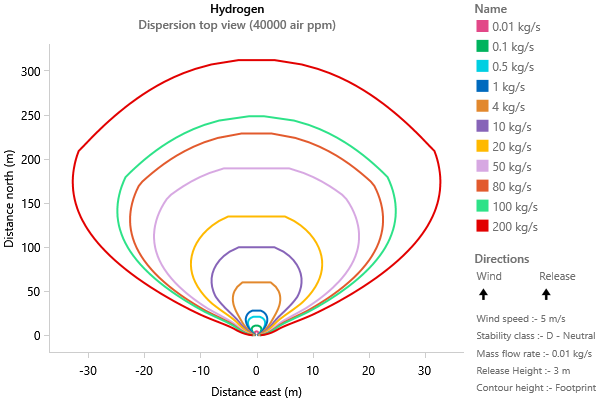 Hydrogen
Dispersion top view (40000 air ppm)
Distance north (m)
300
250
200
150
100
50
0
-30
-20
-10
0
10
20
30
Distance east (m)
Name
0.01 kg/s
0.1 kg/s
0.5 kg/s
1 kg/s
4 kg/s
10 kg/s
20 kg/s
50 kg/s
80 kg/s
100 kg/s
200 kg/s
Directions
Wind Release
Wind speed :- 5 m/s
Stability class :- D - Neutral
Mass flow rate :- 0.01 kg/s
Release Height :- 3 m
Contour height :- Footprint